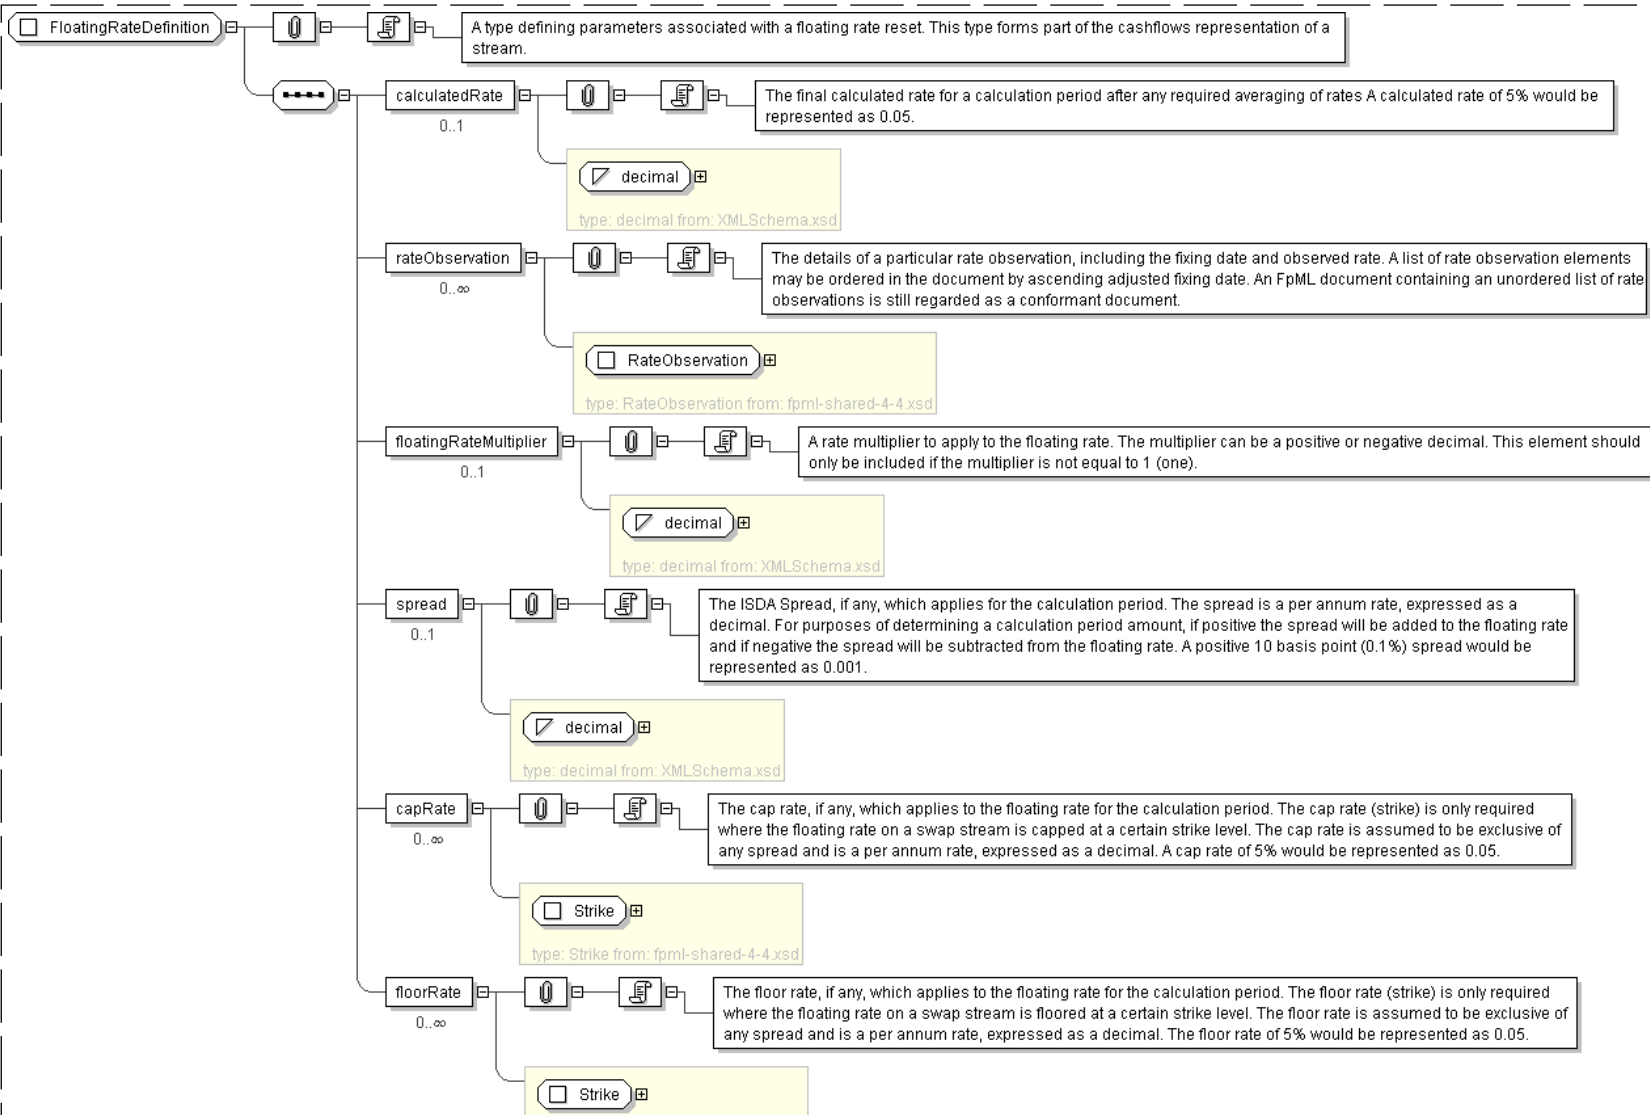 FloatingRateDefinition
A type defining parameters associated with a floating rate reset. This type forms part of the cashflows representation of a
stream.
calculatedRate
0..1
The final calculated rate for a calculation period after any required averaging of rates A calculated rate of 5% would be
represented as 0.05.
decimal
type: decimal from: XMLSchema.xsd
rateObservation
0..∞
The details of a particular rate observation, including the fixing date and observed rate. A list of rate observation elements
may be ordered in the document by ascending adjusted fixing date. An FpML document containing an unordered list of rate
observations is still regarded as a conformant document.
RateObservation
type: RateObservation from: fpml-shared-4-4.xsd
floatingRateMultiplier
0..1
A rate multiplier to apply to the floating rate. The multiplier can be a positive or negative decimal. This element should
only be included if the multiplier is not equal to 1 (one).
decimal
type: decimal from: XMLSchema.xsd
spread
0..1
The ISDA Spread, if any, which applies for the calculation period. The spread is a per annum rate, expressed as a
decimal. For purposes of determining a calculation period amount, if positive the spread will be added to the floating rate
and if negative the spread will be subtracted from the floating rate. A positive 10 basis point (0.1%) spread would be
represented as 0.001.
decimal
type: decimal from: XMLSchema.xsd
capRate
0..∞
The cap rate, if any, which applies to the floating rate for the calculation period. The cap rate (strike) is only required
where the floating rate on a swap stream is capped at a certain strike level. The cap rate is assumed to be exclusive of
any spread and is a per annum rate, expressed as a decimal. A cap rate of 5% would be represented as 0.05.
Strike
type: Strike from: fpml-shared-4-4.xsd
floorRate
0..∞
The floor rate, if any, which applies to the floating rate for the calculation period. The floor rate (strike) is only required
where the floating rate on a swap stream is floored at a certain strike level. The floor rate is assumed to be exclusive of
any spread and is a per annum rate, expressed as a decimal. The floor rate of 5% would be represented as 0.05.
Strike